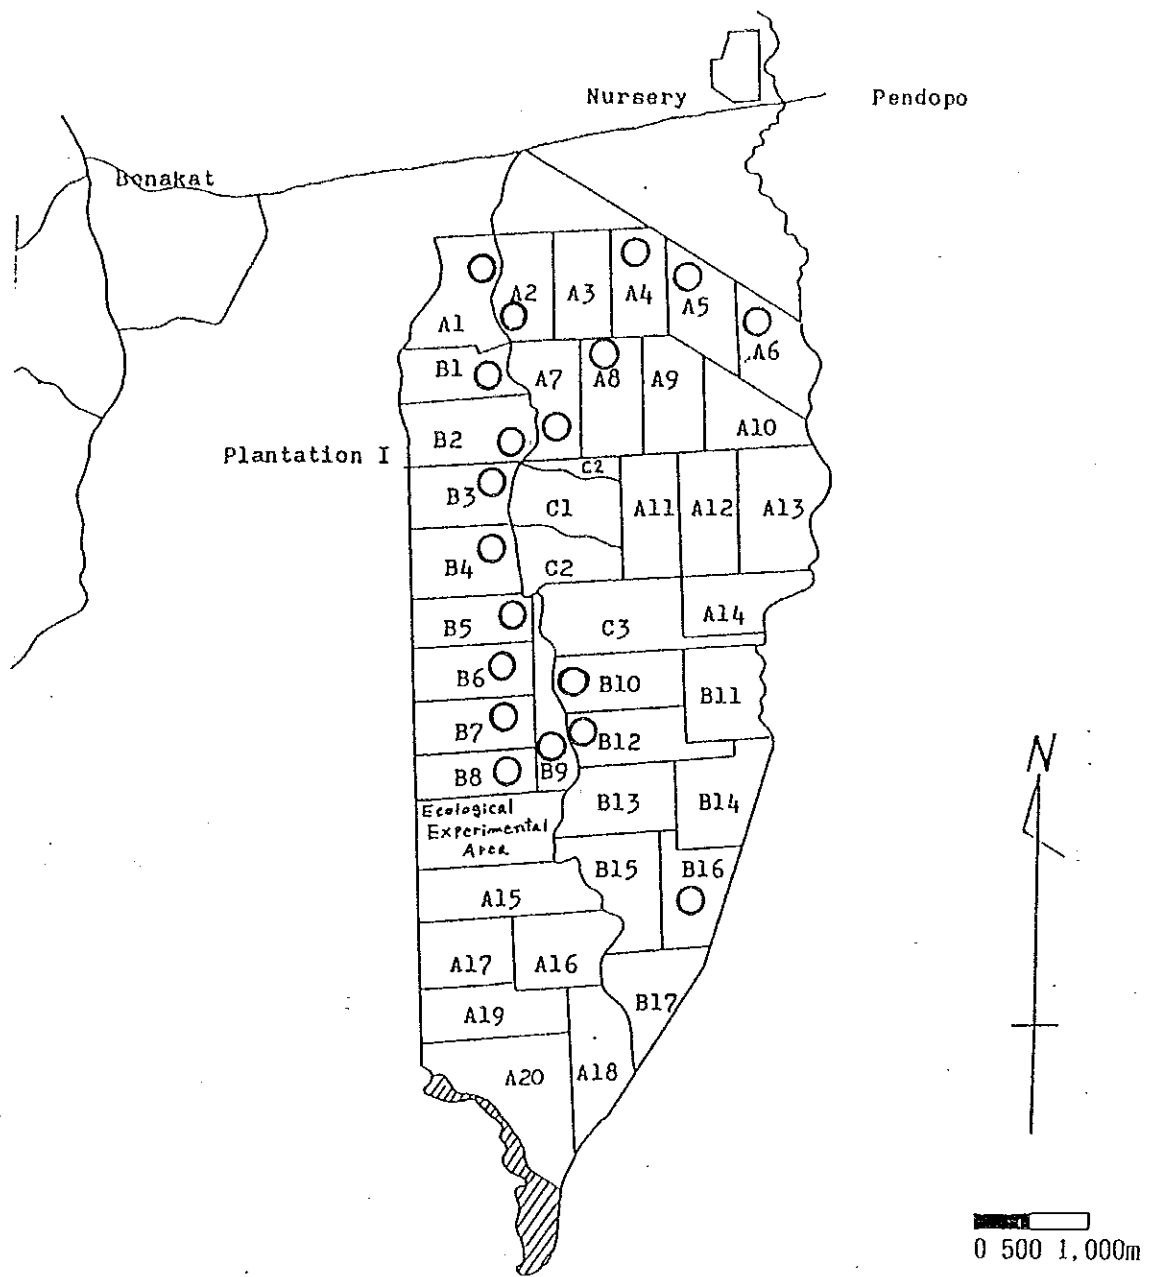 Nursery
Pendopo
Bonakat
A1
A2
A3
A4
A5
A6
B1
A7
A8
A9
A10
B2
Plantation I
C2
B3
C1
A11
A12
A13
B4
C2
B5
C3
A14
B6
B10
B11
B7
B12
B8
B9
Ecological
Experimental
Area
B13
B14
B15
B16
A15
A17
A16
B17
A19
A20
A18
N
0 500 1,000m